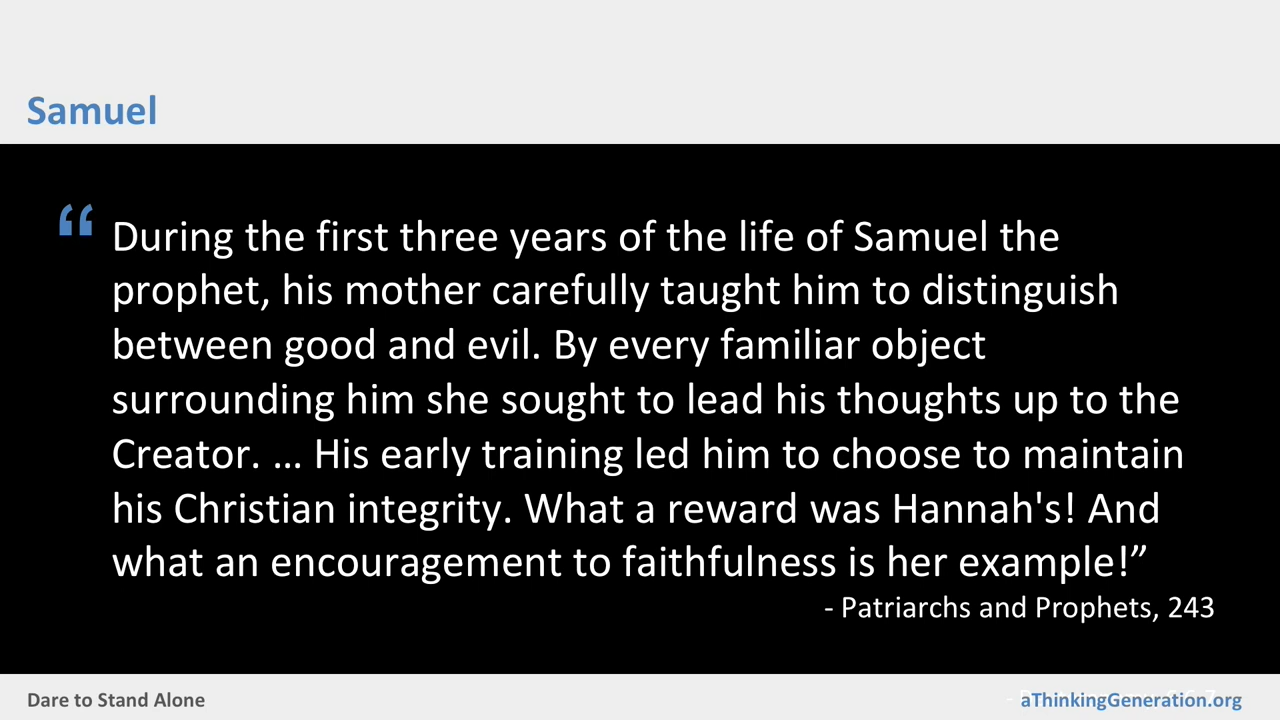 Samuel
“ During the first three years of the life of Samuel the
prophet, his mother carefully taught him to distinguish
between good and evil. By every familiar object
surrounding him she sought to lead his thoughts up to the
Creator. … His early training led him to choose to maintain
his Christian integrity. What a reward was Hannah's! And
what an encouragement to faithfulness is her example!”
- Patriarchs and Prophets, 243
Dare to Stand Alone
aThinkingGeneration.org